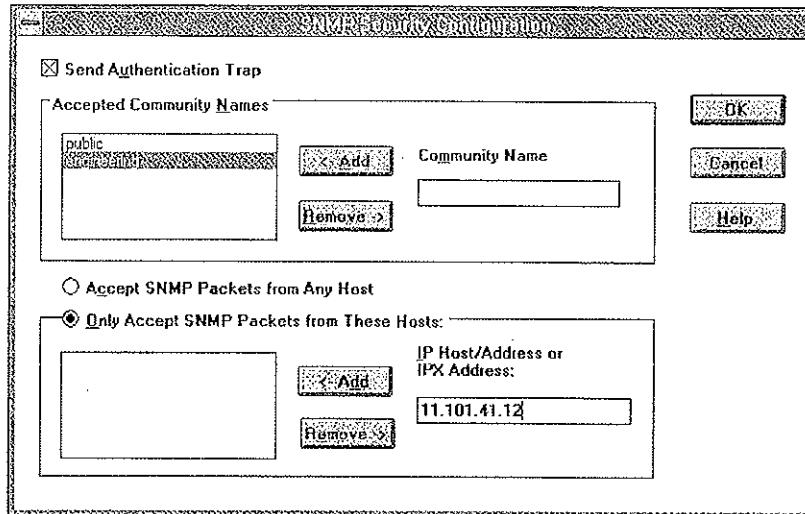 SNMP Security Configuration
Send Authentication Trap
Accepted Community Names
public
engineering
<- Add
Remove ->
Community Name
OK
Cancel
Help
Accept SNMP Packets from Any Host
Only Accept SNMP Packets from These Hosts:
<- Add
Remove ->
IP Host/Address or
IPX Address:
11.101.41.12